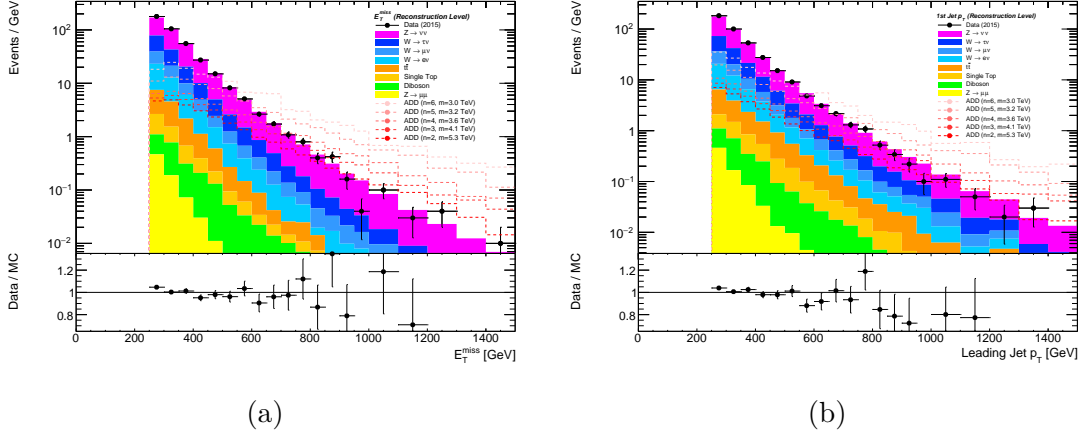 Events / GeV
10²
10
1
10⁻¹
10⁻²
E_T^miss (Reconstruction Level)
Data (2015)
Z → νν
W → τν
W → μν
W → eν
tt̄
Single Top
Diboson
Z → μμ
ADD (n=6, m=3.0 TeV)
ADD (n=5, m=3.2 TeV)
ADD (n=4, m=3.6 TeV)
ADD (n=3, m=4.1 TeV)
ADD (n=2, m=5.3 TeV)
Data / MC
1.2
1
0.8
0 200 400 600 800 1000 1200 1400
E_T^miss [GeV]
(a)
Events / GeV
10²
10
1
10⁻¹
10⁻²
1st Jet p_T (Reconstruction Level)
Data (2015)
Z → νν
W → τν
W → μν
W → eν
tt̄
Single Top
Diboson
Z → μμ
ADD (n=6, m=3.0 TeV)
ADD (n=5, m=3.2 TeV)
ADD (n=4, m=3.6 TeV)
ADD (n=3, m=4.1 TeV)
ADD (n=2, m=5.3 TeV)
Data / MC
1.2
1
0.8
0 200 400 600 800 1000 1200 1400
Leading Jet p_T [GeV]
(b)